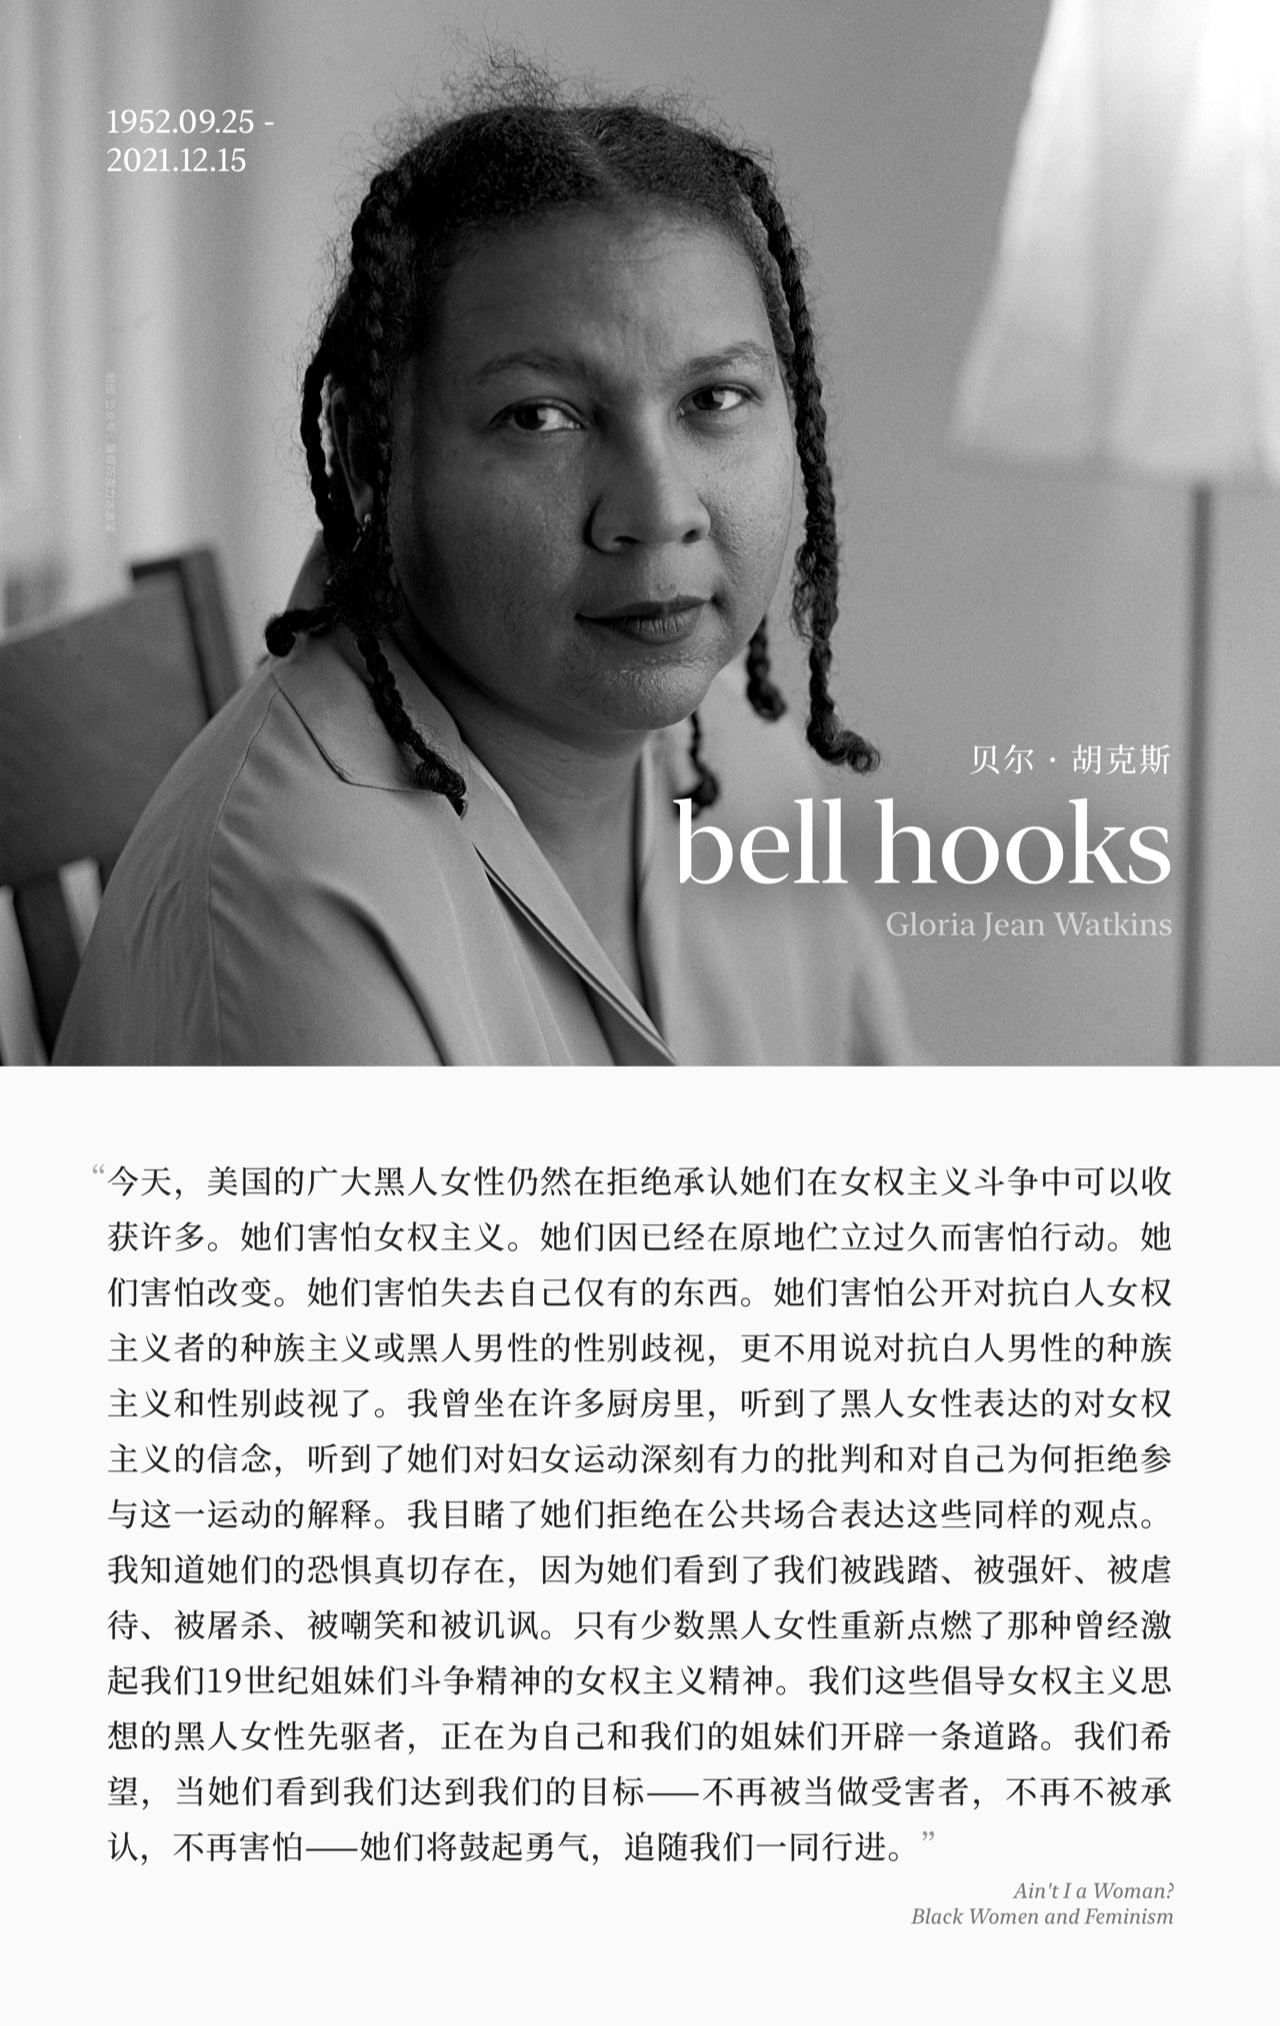 1952.09.25 -
2021.12.15
贝尔 · 胡克斯
bell hooks
Gloria Jean Watkins
“今天，美国的广大黑人女性仍然在拒绝承认她们在女权主义斗争中可以收
获许多。她们害怕女权主义。她们因已经在原地伫立过久而害怕行动。她
们害怕改变。她们害怕失去自己仅有的东西。她们害怕公开对抗白人女权
主义者的种族主义或黑人男性的性别歧视，更不用说对抗白人男性的种族
主义和性别歧视了。我曾坐在许多厨房里，听到了黑人女性表达的对女权
主义的信念，听到了她们对妇女运动深刻有力的批判和对自己为何拒绝参
与这一运动的解释。我目睹了她们拒绝在公共场合表达这些同样的观点。
我知道她们的恐惧真切存在，因为她们看到了我们被践踏、被强奸、被虐
待、被屠杀、被嘲笑和被讥讽。只有少数黑人女性重新点燃了那种曾经激
起我们19世纪姐妹们斗争精神的女权主义精神。我们这些倡导女权主义思
想的黑人女性先驱者，正在为自己和我们的姐妹们开辟一条道路。我们希
望，当她们看到我们达到我们的目标——不再被当做受害者，不再不被承
认，不再害怕——她们将鼓起勇气，追随我们一同行进。”
Ain't I a Woman?
Black Women and Feminism